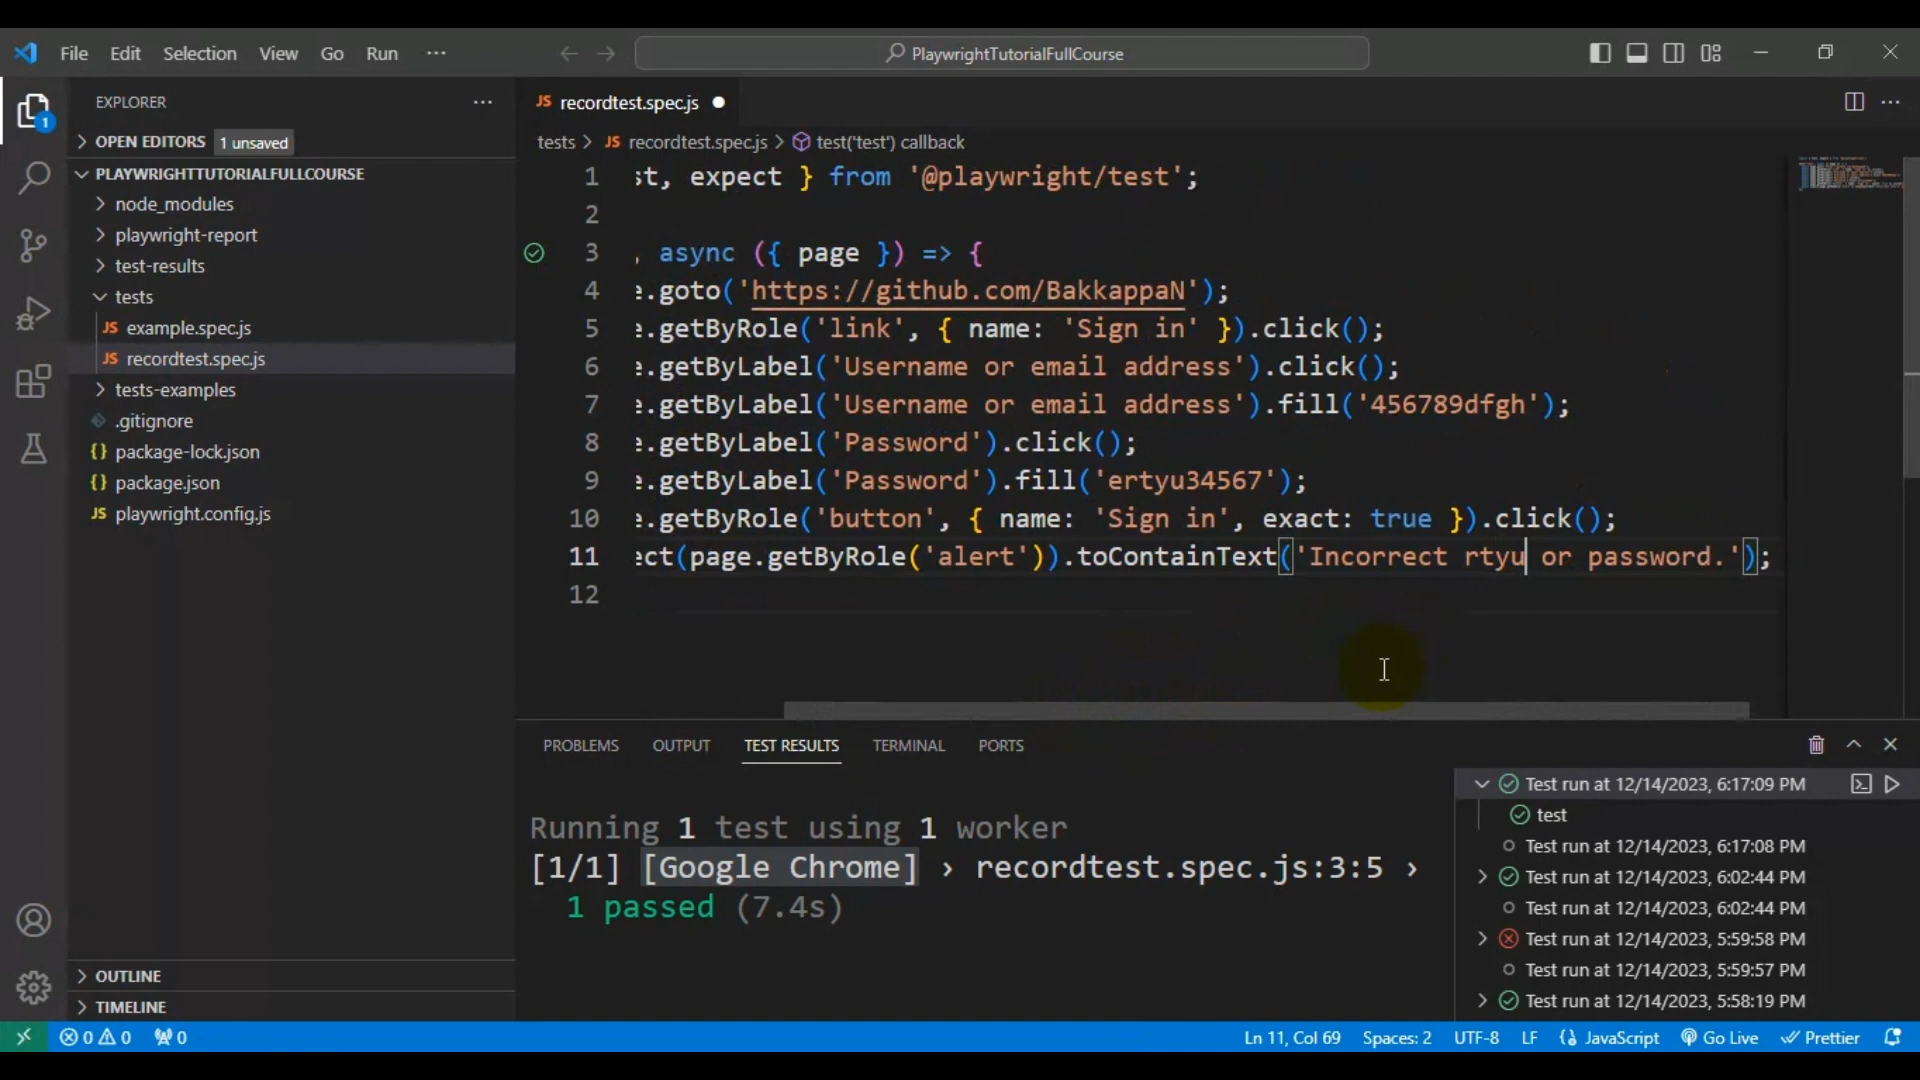 File Edit Selection View Go Run ···
PlaywrightTutorialFullCourse
EXPLORER ···
1
OPEN EDITORS 1 unsaved
PLAYWRIGHTTUTORIALFULLCOURSE
node_modules
playwright-report
test-results
tests
JS example.spec.js
JS recordtest.spec.js
tests-examples
.gitignore
{} package-lock.json
{} package.json
JS playwright.config.js
OUTLINE
TIMELINE
JS recordtest.spec.js ●
tests > JS recordtest.spec.js > test('test') callback
1 st, expect } from '@playwright/test';
2
3 , async ({ page }) => {
4 e.goto('https://github.com/BakkappaN');
5 e.getByRole('link', { name: 'Sign in' }).click();
6 e.getByLabel('Username or email address').click();
7 e.getByLabel('Username or email address').fill('456789dfgh');
8 e.getByLabel('Password').click();
9 e.getByLabel('Password').fill('ertyu34567');
10 e.getByRole('button', { name: 'Sign in', exact: true }).click();
11 ect(page.getByRole('alert')).toContainText('Incorrect rtyu or password.');
12
PROBLEMS OUTPUT TEST RESULTS TERMINAL PORTS
Running 1 test using 1 worker
[1/1] [Google Chrome] › recordtest.spec.js:3:5 ›
1 passed (7.4s)
Test run at 12/14/2023, 6:17:09 PM
test
Test run at 12/14/2023, 6:17:08 PM
Test run at 12/14/2023, 6:02:44 PM
Test run at 12/14/2023, 6:02:44 PM
Test run at 12/14/2023, 5:59:58 PM
Test run at 12/14/2023, 5:59:57 PM
Test run at 12/14/2023, 5:58:19 PM
0 0 0 Ln 11, Col 69 Spaces: 2 UTF-8 LF JavaScript Go Live Prettier